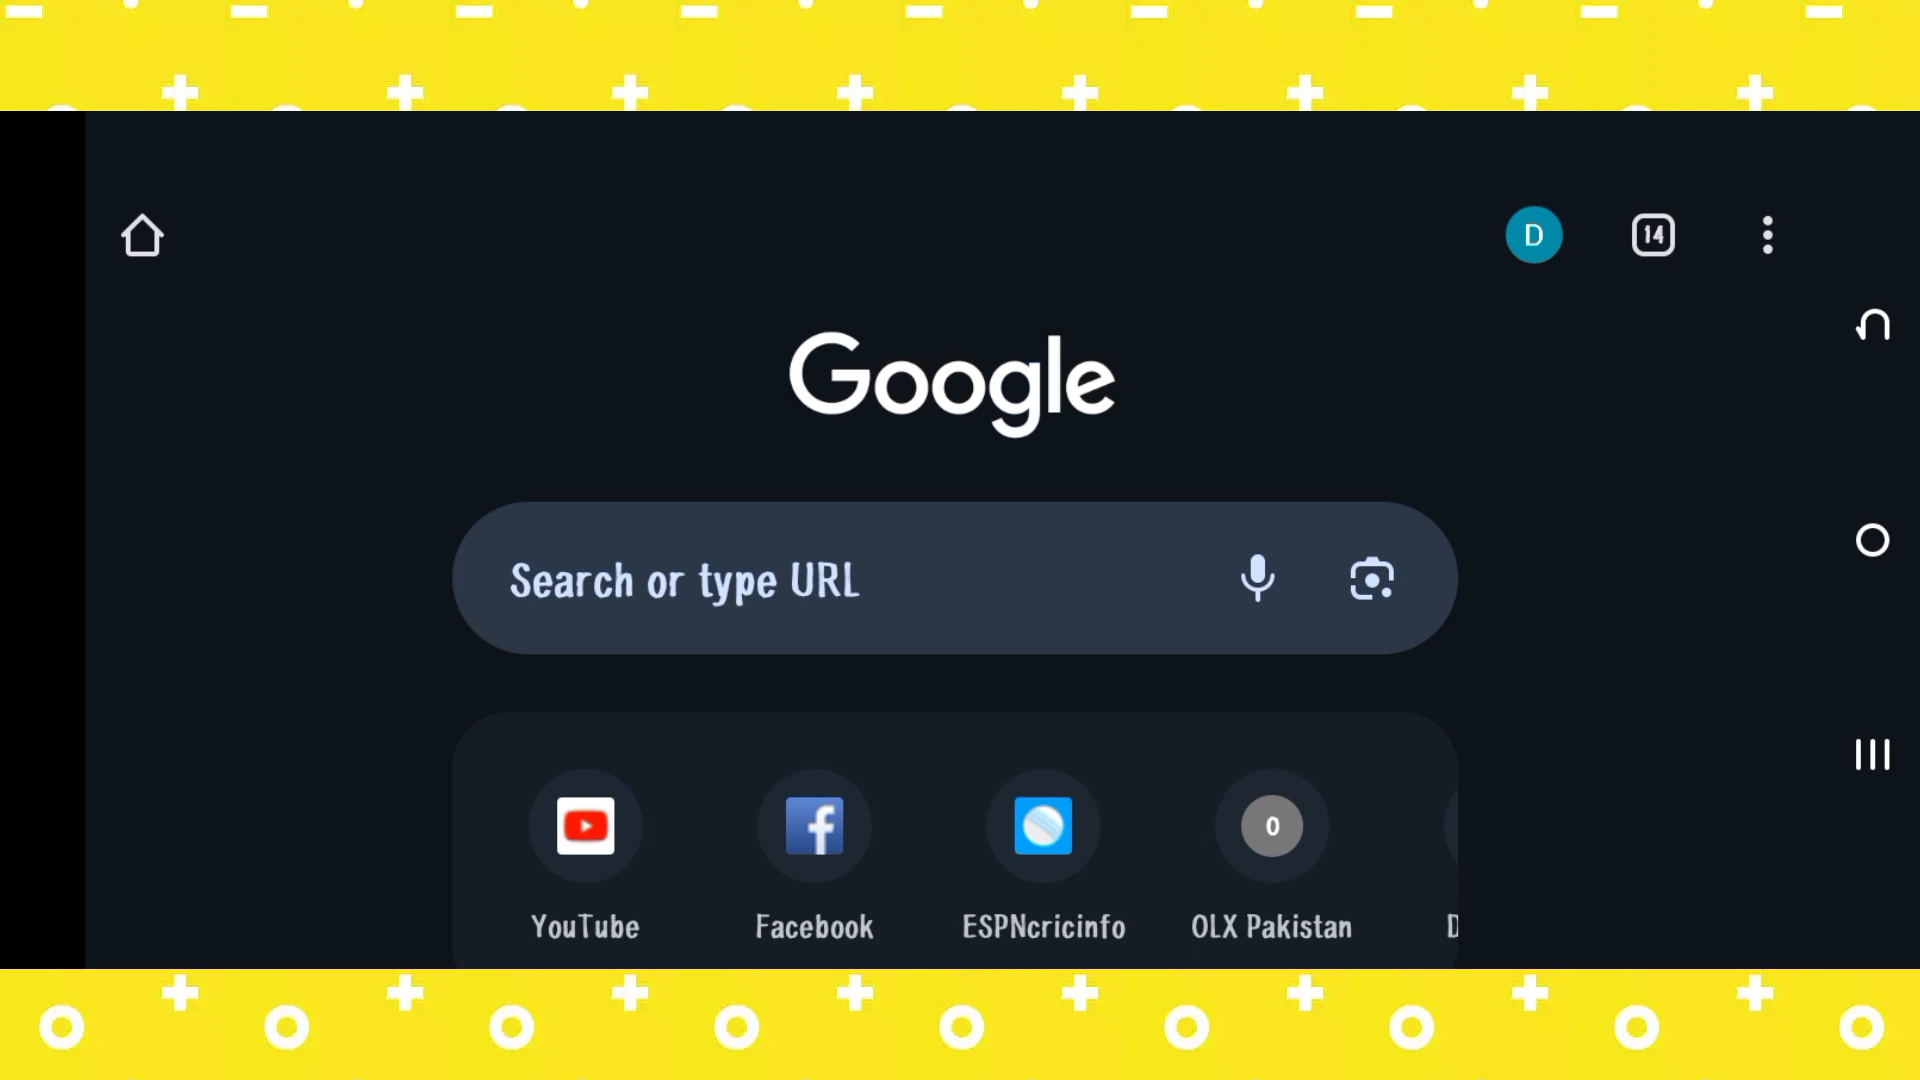 D
14
Google
Search or type URL
0
YouTube
Facebook
ESPNcricinfo
OLX Pakistan
D